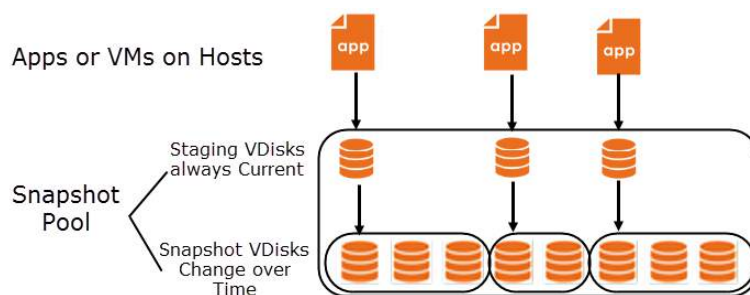 Apps or VMs on Hosts
app
app
app
Staging VDisks
always Current
Snapshot
Pool
Snapshot VDisks
Change over
Time